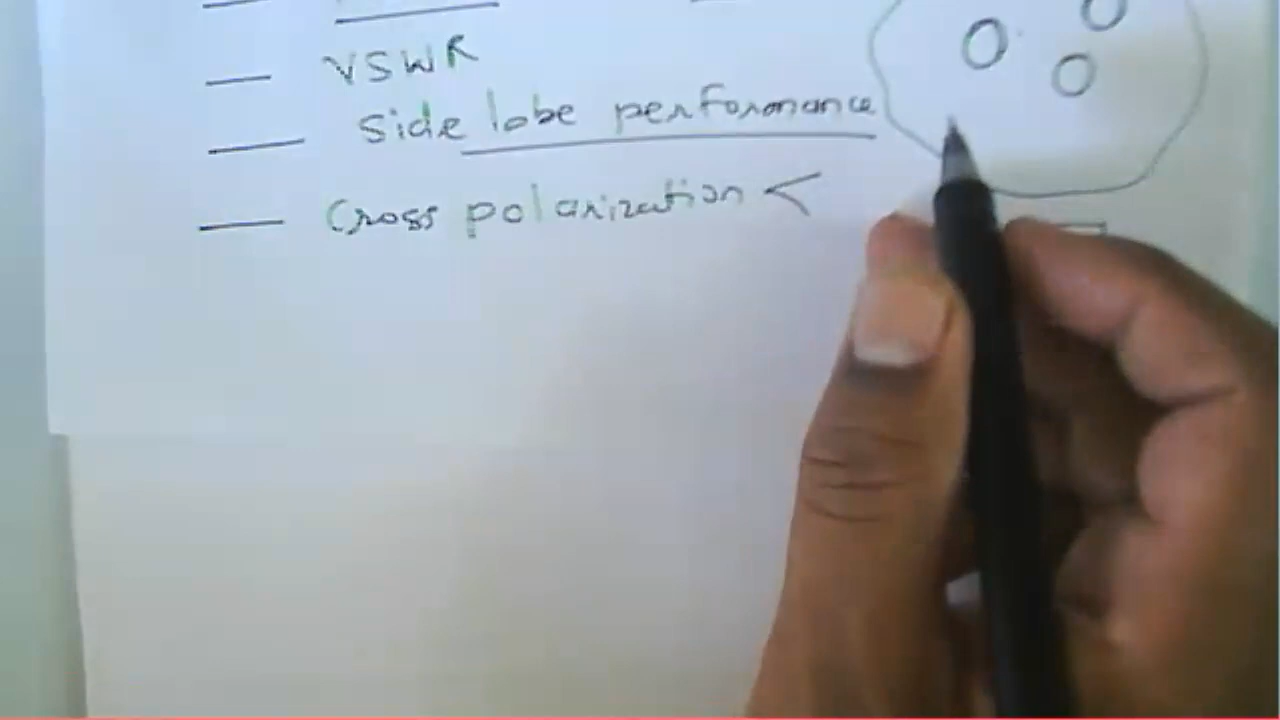 — VSWR
— Side lobe performance
— Cross polarization <